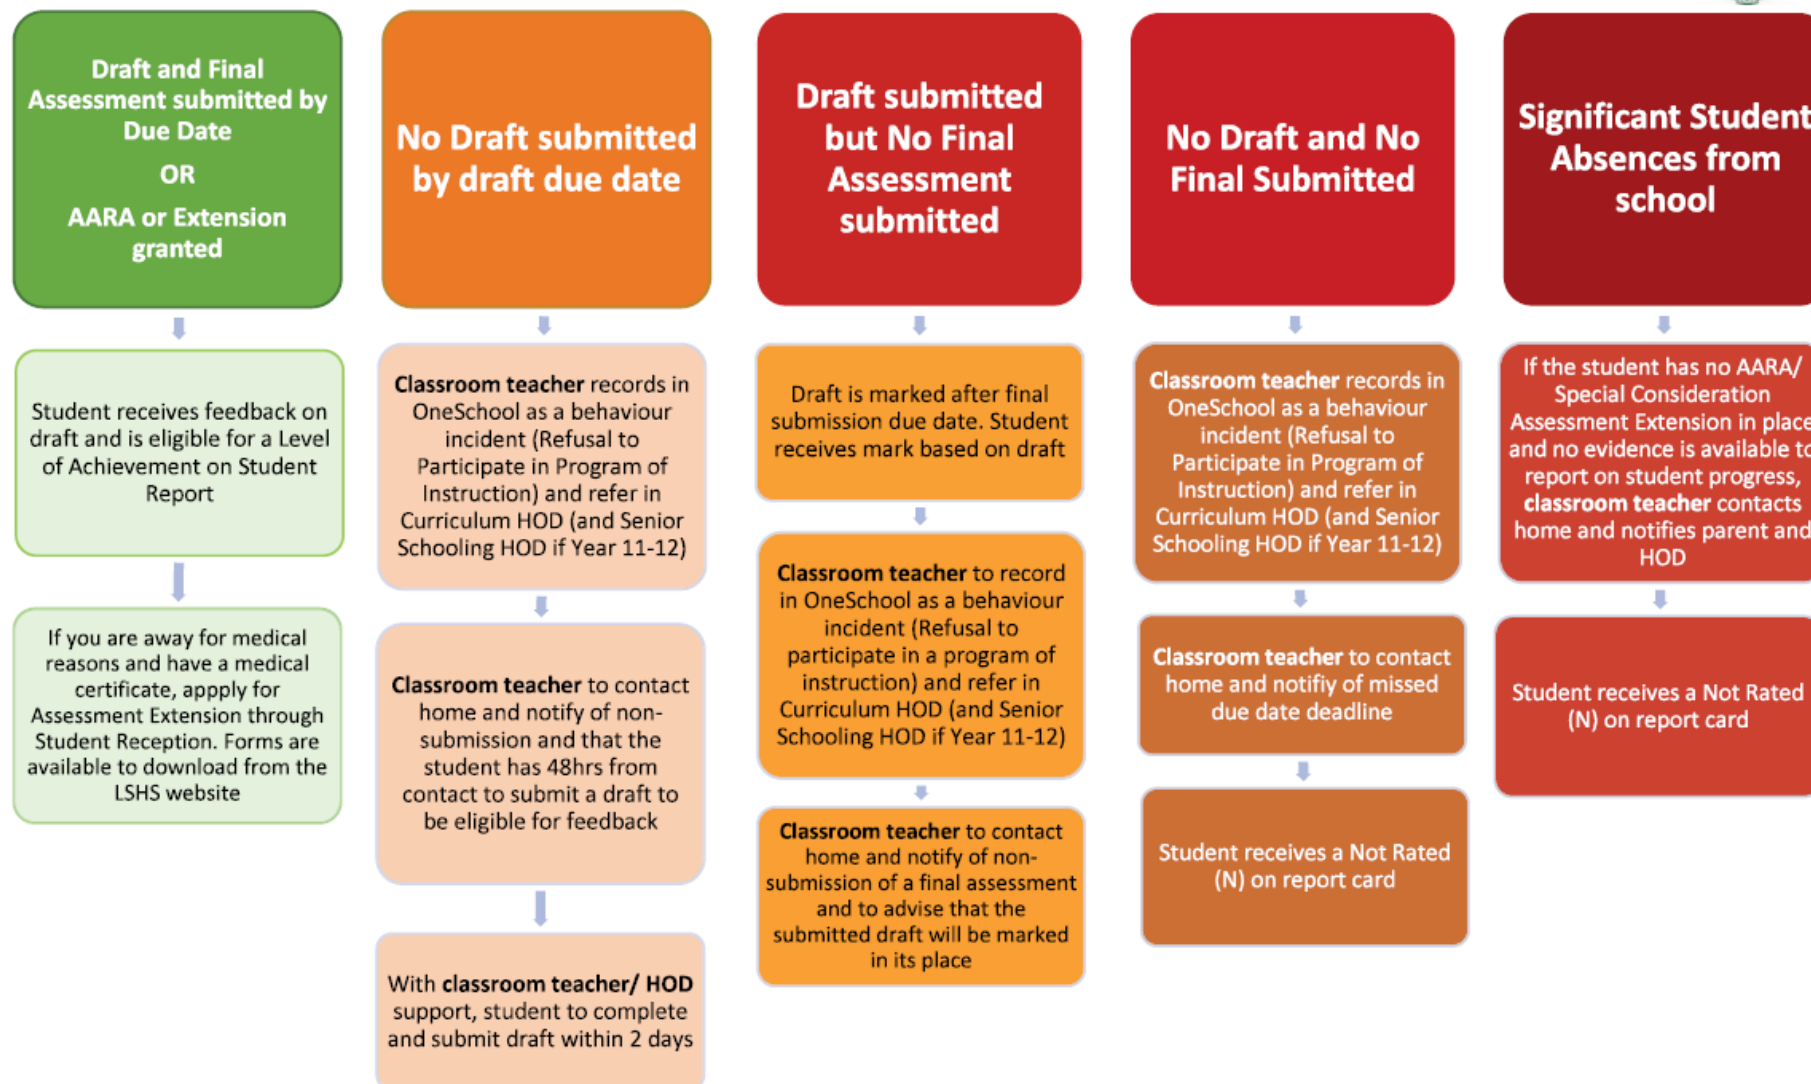 Draft and Final
Assessment submitted by
Due Date
OR
AARA or Extension
granted
Student receives feedback on
draft and is eligible for a Level
of Achievement on Student
Report
If you are away for medical
reasons and have a medical
certificate, appply for
Assessment Extension through
Student Reception. Forms are
available to download from the
LSHS website
No Draft submitted
by draft due date
Classroom teacher records in
OneSchool as a behaviour
incident (Refusal to
Participate in Program of
Instruction) and refer in
Curriculum HOD (and Senior
Schooling HOD if Year 11-12)
Classroom teacher to contact
home and notify of non-
submission and that the
student has 48hrs from
contact to submit a draft to
be eligible for feedback
With classroom teacher/ HOD
support, student to complete
and submit draft within 2 days
Draft submitted
but No Final
Assessment
submitted
Draft is marked after final
submission due date. Student
receives mark based on draft
Classroom teacher to record
in OneSchool as a behaviour
incident (Refusal to
participate in a program of
instruction) and refer in
Curriculum HOD (and Senior
Schooling HOD if Year 11-12)
Classroom teacher to contact
home and notify of non-
submission of a final assessment
and to advise that the
submitted draft will be marked
in its place
No Draft and No
Final Submitted
Classroom teacher records in
OneSchool as a behaviour
incident (Refusal to
Participate in Program of
Instruction) and refer in
Curriculum HOD (and Senior
Schooling HOD if Year 11-12)
Classroom teacher to contact
home and notifiy of missed
due date deadline
Student receives a Not Rated
(N) on report card
Significant Student
Absences from
school
If the student has no AARA/
Special Consideration
Assessment Extension in place
and no evidence is available to
report on student progress,
classroom teacher contacts
home and notifies parent and
HOD
Student receives a Not Rated
(N) on report card